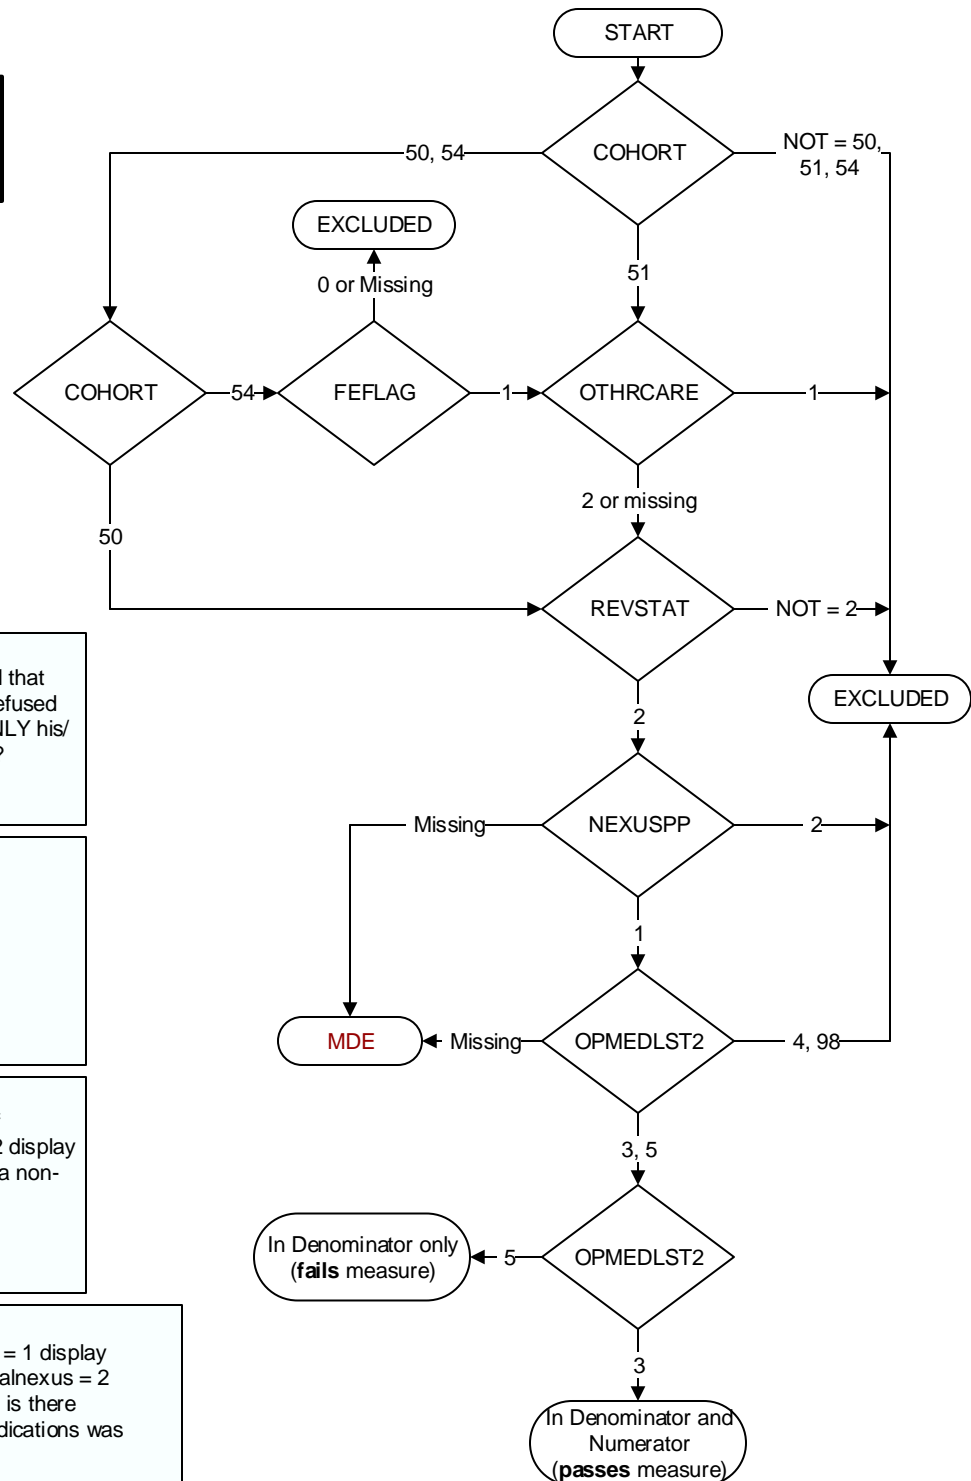 START
COHORT
50, 54
NOT = 50,
51, 54
EXCLUDED
0 or Missing
51
COHORT
54
FEFLAG
1
OTHRCARE
1
2 or missing
50
REVSTAT
NOT = 2
that
efused
NLY his/
EXCLUDED
2
Missing
NEXUSPP
2
1
MDE
Missing
OPMEDLST2
4, 98
2 display
a non-
3, 5
In Denominator only
(fails measure)
5
OPMEDLST2
= 1 display
alnexus = 2
is there
dications was
3
In Denominator and
Numerator
(passes measure)